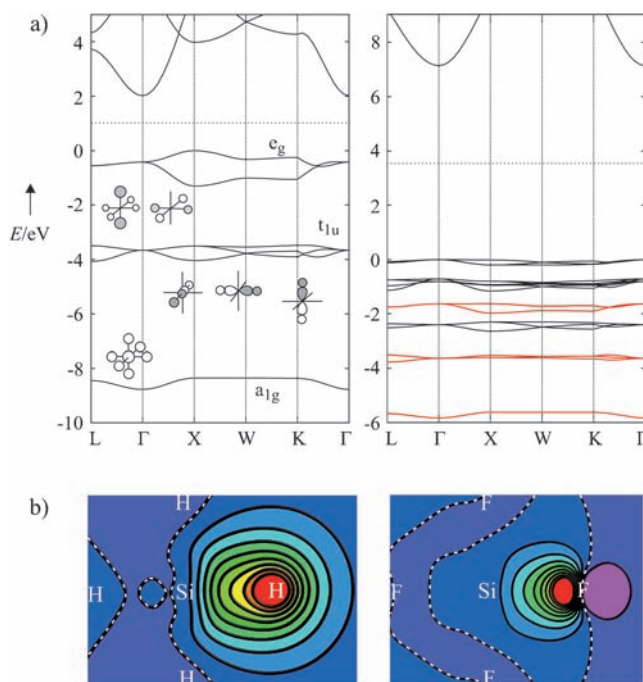 a)
4
2
0
-2
-4
-6
-8
-10
E/eV
e_g
t_1u
a_1g
L Γ X W K Γ
8
6
4
2
0
-2
-4
-6
L Γ X W K Γ
b)
H
H Si H
H
F
F Si F
F